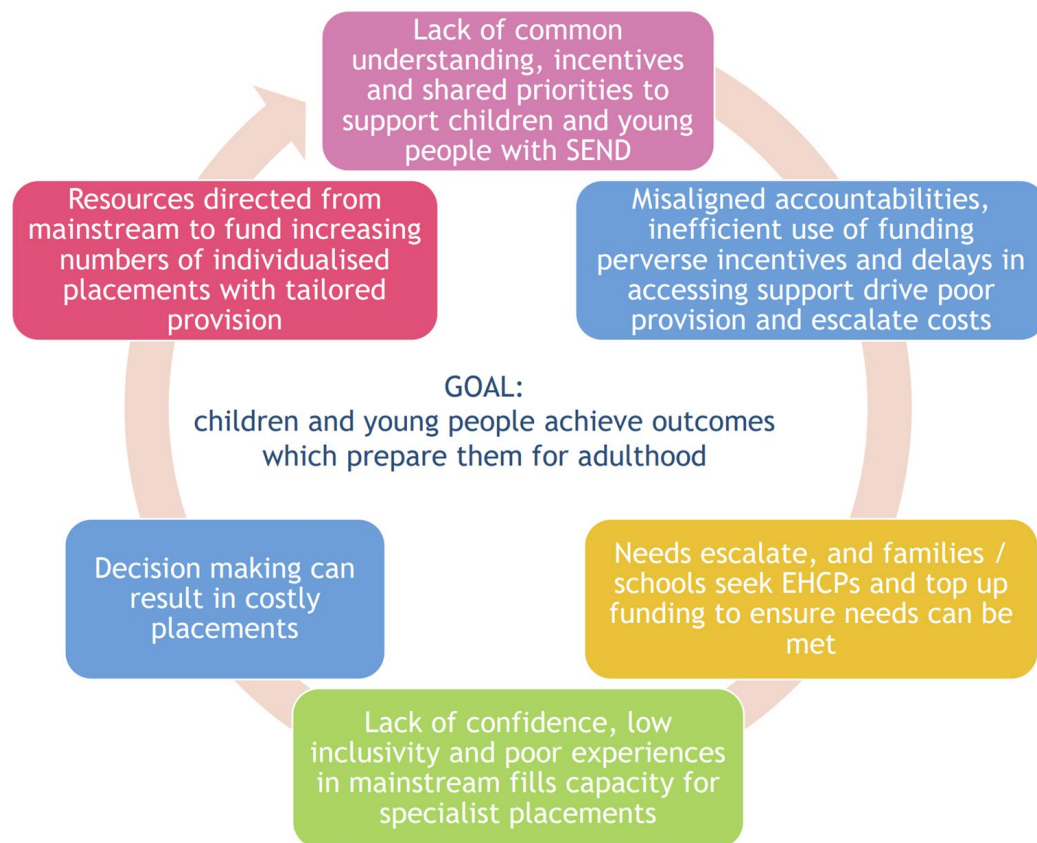 Lack of common
understanding, incentives
and shared priorities to
support children and young
people with SEND
Misaligned accountabilities,
inefficient use of funding
perverse incentives and delays in
accessing support drive poor
provision and escalate costs
Needs escalate, and families /
schools seek EHCPs and top up
funding to ensure needs can be
met
Lack of confidence, low
inclusivity and poor experiences
in mainstream fills capacity for
specialist placements
Decision making can
result in costly
placements
Resources directed from
mainstream to fund increasing
numbers of individualised
placements with tailored
provision
GOAL:
children and young people achieve outcomes
which prepare them for adulthood